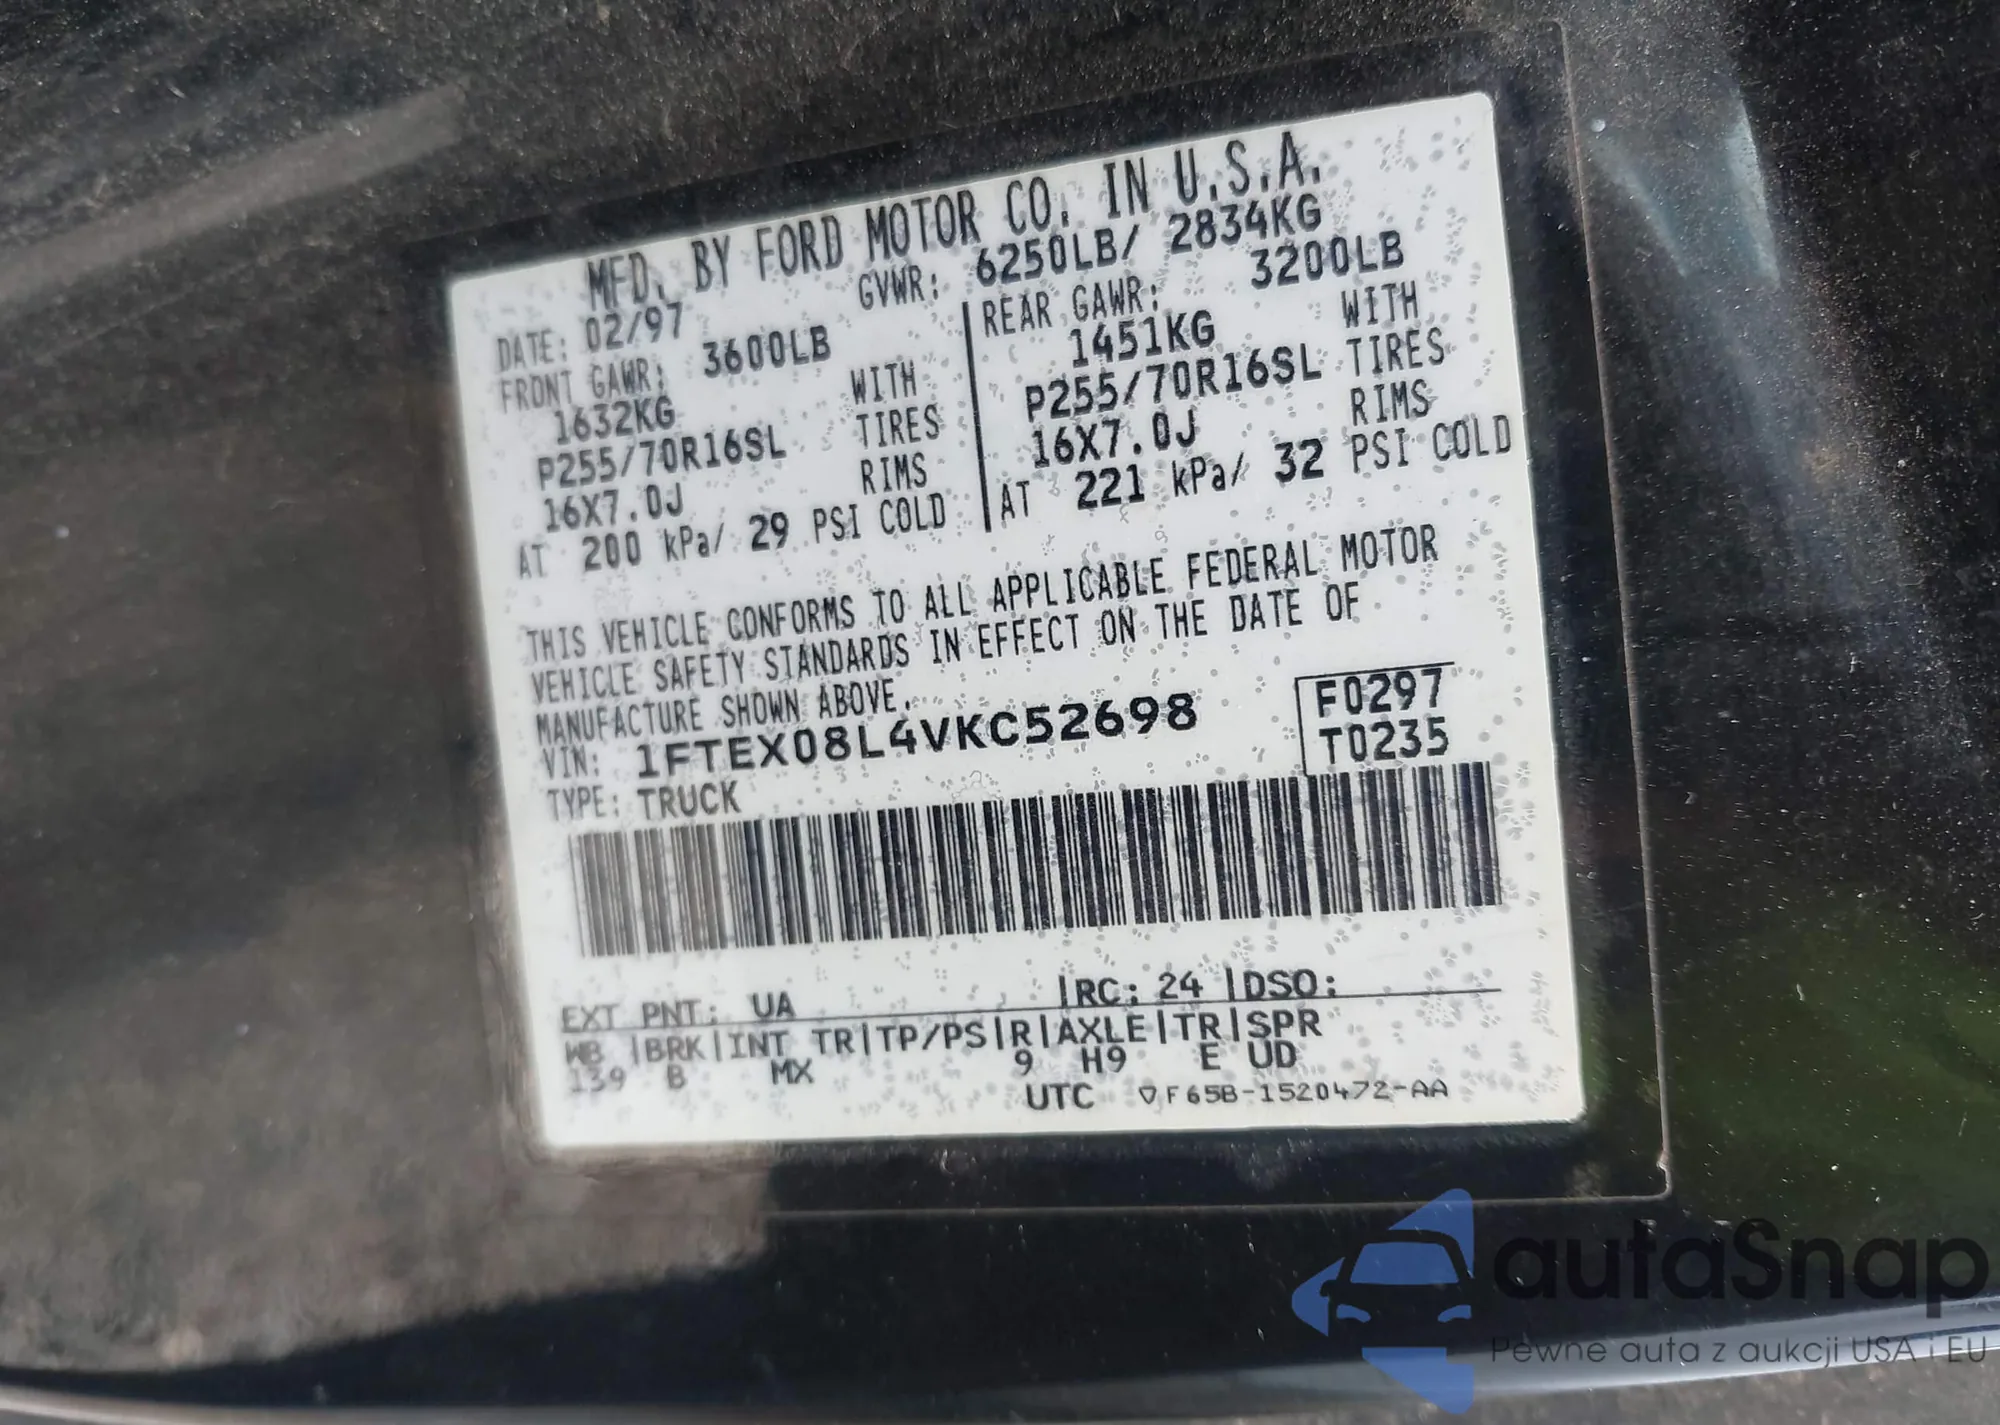 MFD. BY FORD MOTOR CO. IN U.S.A.
DATE: 02/97 GVWR: 6250LB/ 2834KG
FRONT GAWR: 3600LB
1632KG WITH
P255/70R16SL TIRES
16X7.0J RIMS
AT 200 kPa/ 29 PSI COLD
REAR GAWR: 3200LB
1451KG WITH
P255/70R16SL TIRES
16X7.0J RIMS
AT 221 kPa/ 32 PSI COLD
THIS VEHICLE CONFORMS TO ALL APPLICABLE FEDERAL MOTOR
VEHICLE SAFETY STANDARDS IN EFFECT ON THE DATE OF
MANUFACTURE SHOWN ABOVE.
VIN: 1FTEX08L4VKC52698
TYPE: TRUCK
F0297
T0235
EXT PNT: UA |RC: 24 |DSO:
WB |BRK|INT TR|TP/PS|R|AXLE|TR|SPR
139 B MX 9 H9 E UD
UTC ▽F65B-1520472-AA
autaSnap
Pewne auta z aukcji USA i EU